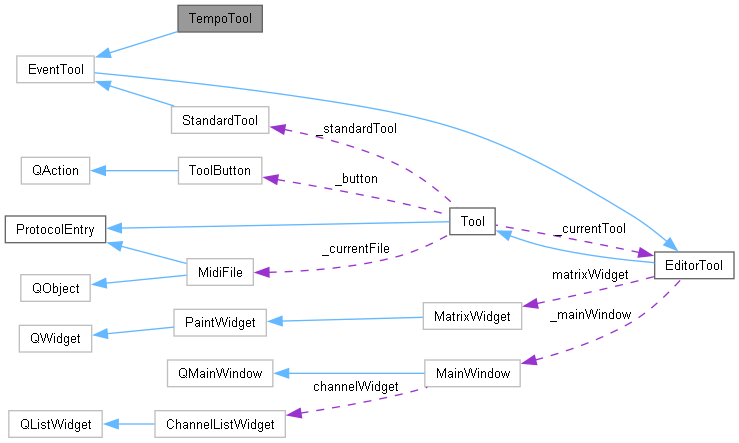 TempoTool
EventTool
StandardTool
_standardTool
QAction
ToolButton
_button
ProtocolEntry
Tool
_currentTool
_currentFile
MidiFile
EditorTool
QObject
matrixWidget
PaintWidget
MatrixWidget
_mainWindow
QWidget
QMainWindow
MainWindow
channelWidget
QListWidget
ChannelListWidget